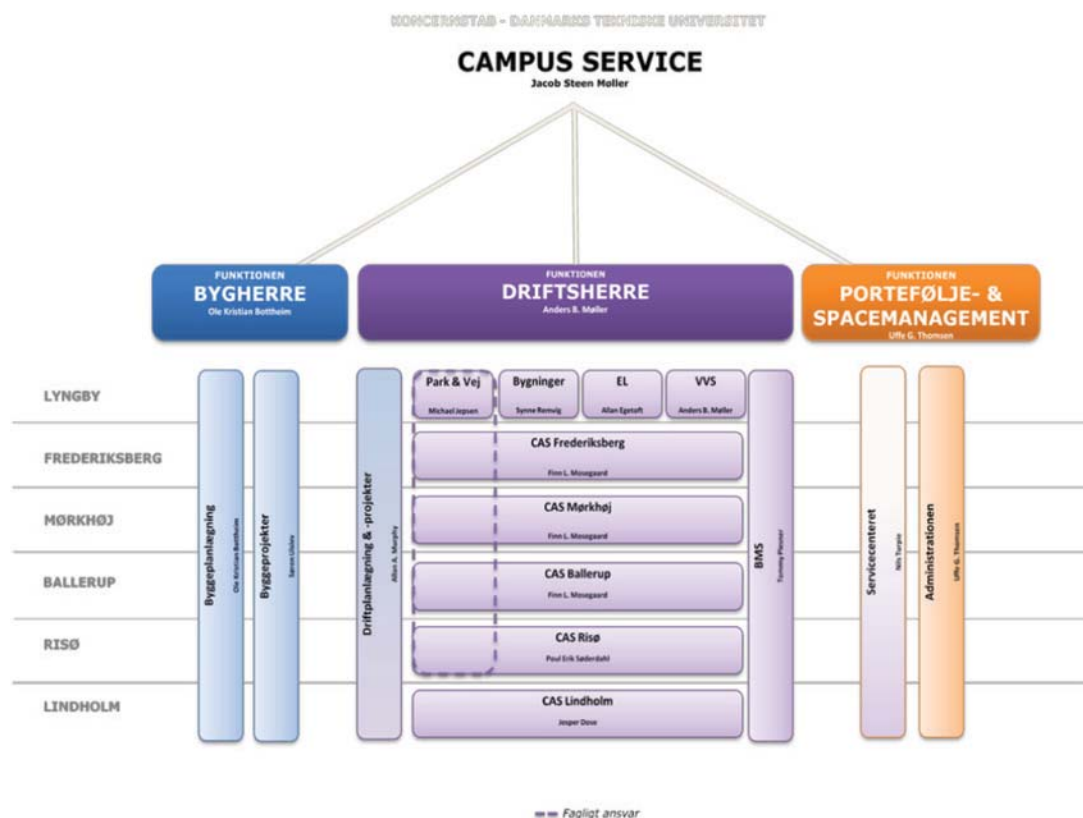 KONCERNSTAB - DANMARKS TEKNISKE UNIVERSITET
CAMPUS SERVICE
Jacob Steen Møller
FUNKTIONEN
BYGHERRE
Ole Kristian Bottheim
FUNKTIONEN
DRIFTSHERRE
Anders B. Møller
FUNKTIONEN
PORTEFØLJE- &
SPACEMANAGEMENT
Uffe G. Thomsen
LYNGBY
FREDERIKSBERG
MØRKHØJ
BALLERUP
RISØ
LINDHOLM
Byggeplanlægning
Ole Kristian Bottheim
Byggeprojekter
Søren
Driftplanlægning & -projekter
Allan A. Murphy
Park & Vej
Michael Jepsen
Bygninger
Synne Remvig
EL
Allan Egetoft
VVS
Anders B. Møller
CAS Frederiksberg
Finn L. Mosegaard
CAS Mørkhøj
Finn L. Mosegaard
CAS Ballerup
Finn L. Mosegaard
CAS Risø
Poul Erik Søderdahl
CAS Lindholm
Jesper Dose
BMS
Tommy
Servicecenteret
Nils
Administrationen
Uffe G. Thomsen
Fagligt ansvar